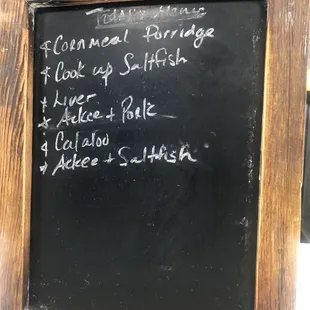 Today's Menu
* Cornmeal Porridge
* Cook up Saltfish
* Liver
* Ackee + Pork
* Calaloo
* Ackee + Saltfish